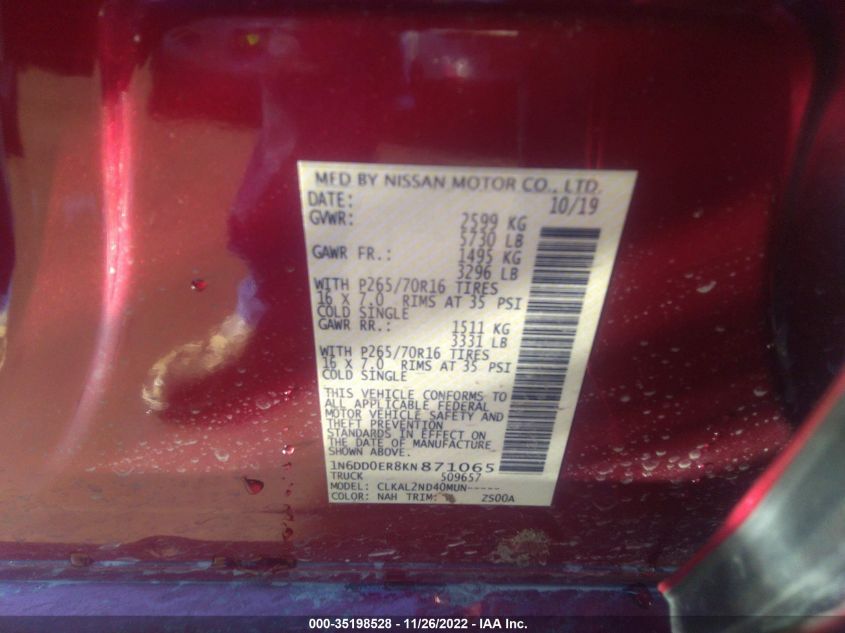 MFD BY NISSAN MOTOR CO., LTD.
DATE: 10/19
GVWR: 2599 KG
5730 LB
GAWR FR.: 1495 KG
3296 LB
WITH P265/70R16 TIRES
16 X 7.0 RIMS AT 35 PSI
COLD SINGLE
GAWR RR.: 1511 KG
3331 LB
WITH P265/70R16 TIRES
16 X 7.0 RIMS AT 35 PSI
COLD SINGLE
THIS VEHICLE CONFORMS TO
ALL APPLICABLE FEDERAL
MOTOR VEHICLE SAFETY AND
THEFT PREVENTION
STANDARDS IN EFFECT ON
THE DATE OF MANUFACTURE
SHOWN ABOVE.
1N6DD0ER8KN871065
TRUCK 509657
MODEL: CLKAL2ND40MUN-----
COLOR: NAH TRIM: ZS00A
000-35198528 - 11/26/2022 - IAA Inc.